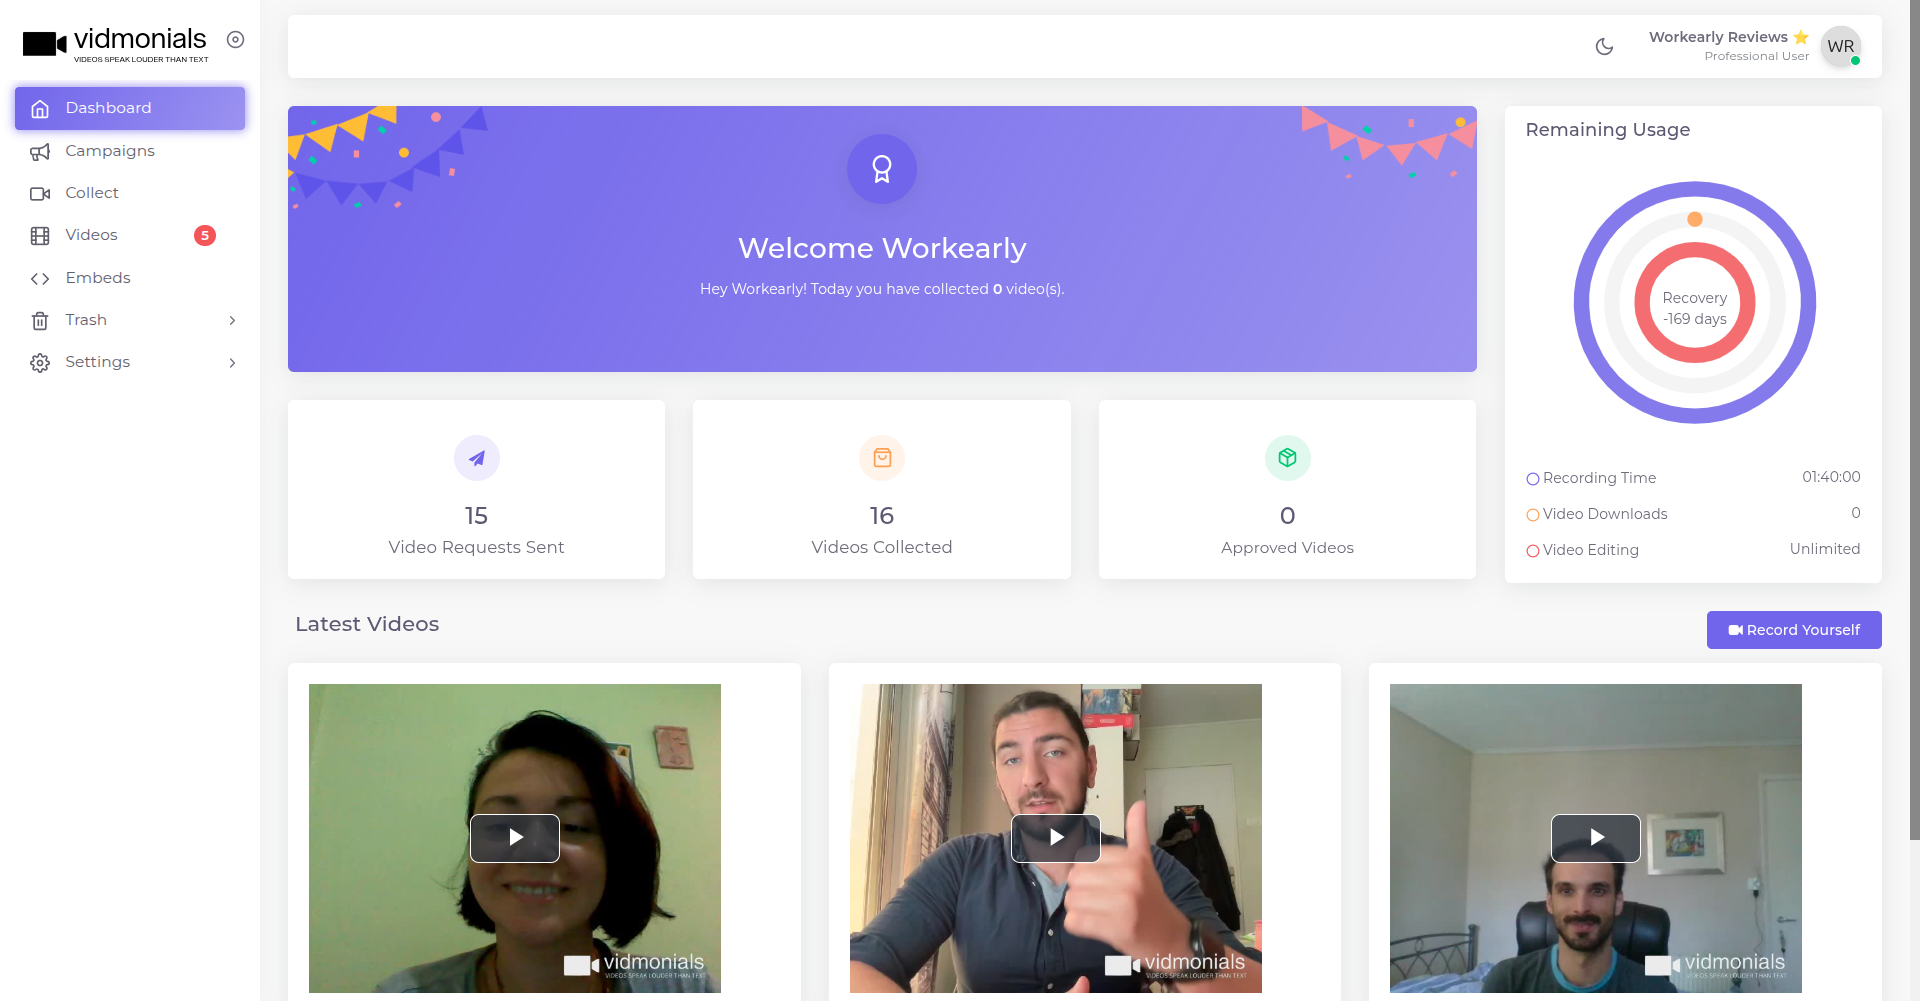 vidmonials
VIDEOS SPEAK LOUDER THAN TEXT
Dashboard
Campaigns
Collect
Videos 5
Embeds
Trash
Settings
Workearly Reviews ⭐
Professional User
WR
Welcome Workearly
Hey Workearly! Today you have collected 0 video(s).
Remaining Usage
Recovery
-169 days
Recording Time 01:40:00
Video Downloads 0
Video Editing Unlimited
15
Video Requests Sent
16
Videos Collected
0
Approved Videos
Latest Videos
Record Yourself
vidmonials
VIDEOS SPEAK LOUDER THAN TEXT
vidmonials
VIDEOS SPEAK LOUDER THAN TEXT
vidmonials
VIDEOS SPEAK LOUDER THAN TEXT